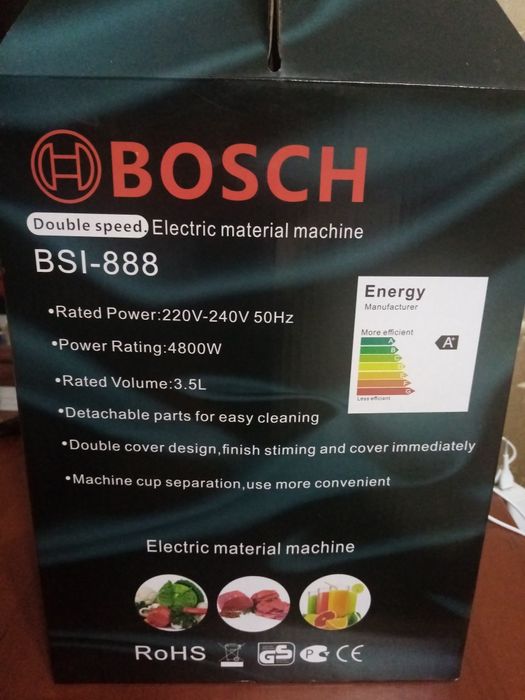 BOSCH
Double speed. Electric material machine
BSI-888
•Rated Power:220V-240V 50Hz
•Power Rating:4800W
•Rated Volume:3.5L
•Detachable parts for easy cleaning
•Double cover design,finish stiming and cover immediately
•Machine cup separation,use more convenient
Energy
Manufacturer
More efficient
A
B
C
D
E
F
G
Less efficient
A+
Electric material machine
RoHS GS PC CE